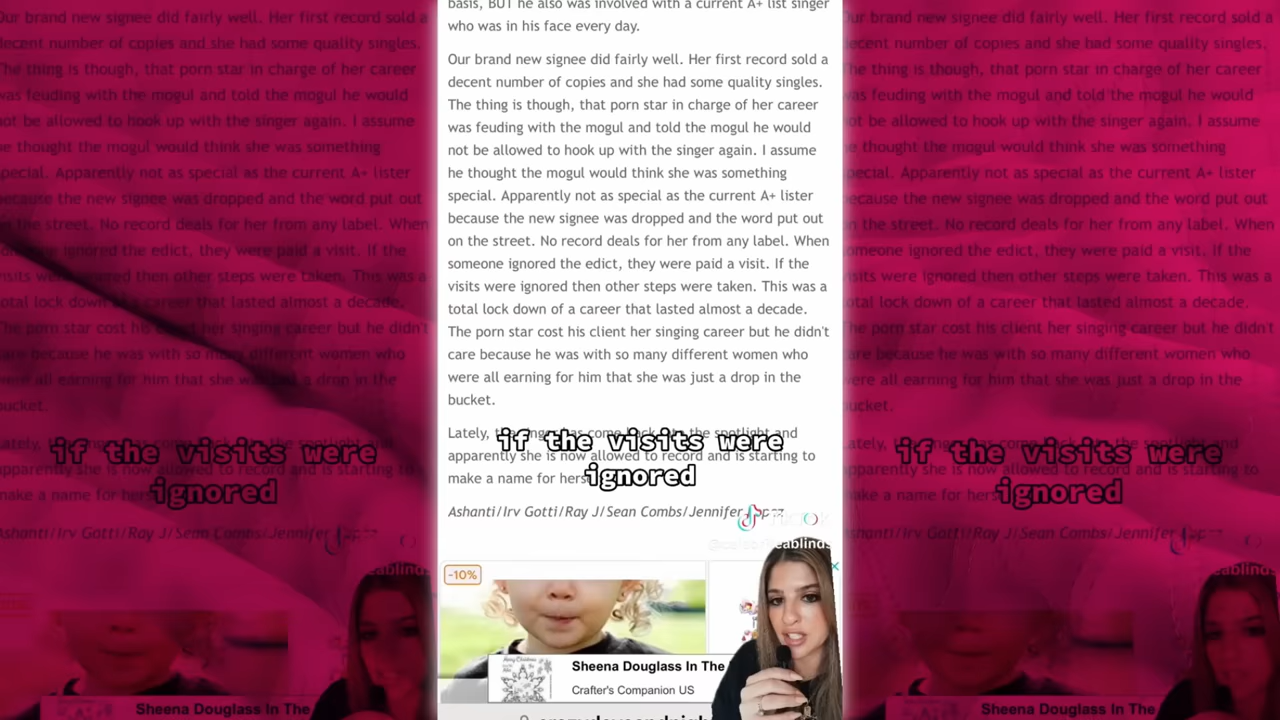 basis, BUT he also was involved with a current A+ list singer
who was in his face every day.
Our brand new signee did fairly well. Her first record sold a
decent number of copies and she had some quality singles.
The thing is though, that porn star in charge of her career
was feuding with the mogul and told the mogul he would
not be allowed to hook up with the singer again. I assume
he thought the mogul would think she was something
special. Apparently not as special as the current A+ lister
because the new signee was dropped and the word put out
on the street. No record deals for her from any label. When
someone ignored the edict, they were paid a visit. If the
visits were ignored then other steps were taken. This was a
total lock down of a career that lasted almost a decade.
The porn star cost his client her singing career but he didn't
care because he was with so many different women who
were all earning for him that she was just a drop in the
bucket.
Lately, the singer has come back into the spotlight and
apparently she is now allowed to record and is starting to
make a name for
if the visits were
ignored
Ashanti/Irv Gotti/Ray J/Sean Combs/Jennifer Lopez
TikTok
-10%
Sheena Douglass In The
Crafter's Companion US